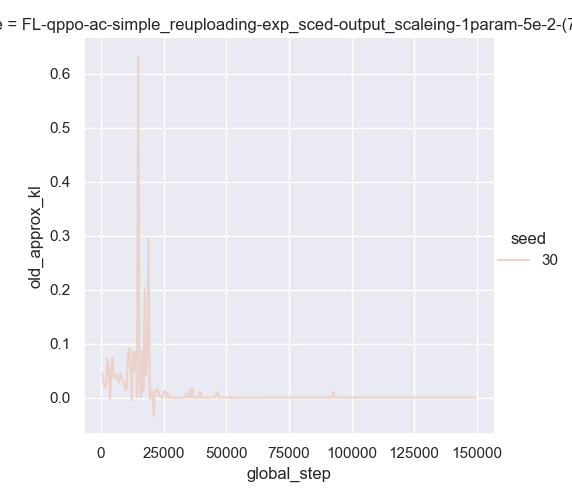 e = FL-qppo-ac-simple_reuploading-exp_sced-output_scaleing-1param-5e-2-(7
0.6
0.5
0.4
0.3
0.2
0.1
0.0
old_approx_kl
0 25000 50000 75000 100000 125000 150000
global_step
seed
30